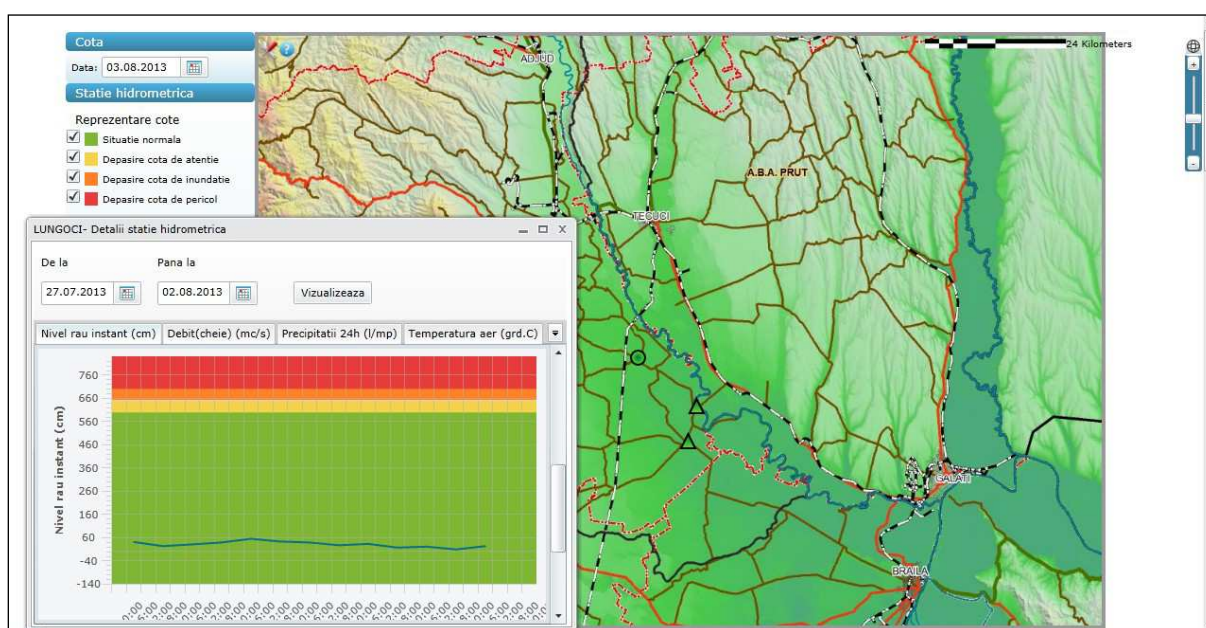 Cota
Data: 03.08.2013
Statie hidrometrica
Reprezentare cote
Situatie normala
Depasire cota de atentie
Depasire cota de inundatie
Depasire cota de pericol
LUNGOCI- Detalii statie hidrometrica
De la
Pana la
27.07.2013
02.08.2013
Vizualizeaza
Nivel rau instant (cm)
Debit(cheie) (mc/s)
Precipitatii 24h (l/mp)
Temperatura aer (grd.C)
Nivel rau instant (cm)
760
660
560
460
360
260
160
60
-40
-140
24 Kilometers
ADJUD
A.B.A. PRUT
TECUCI
GALATI
BRAILA